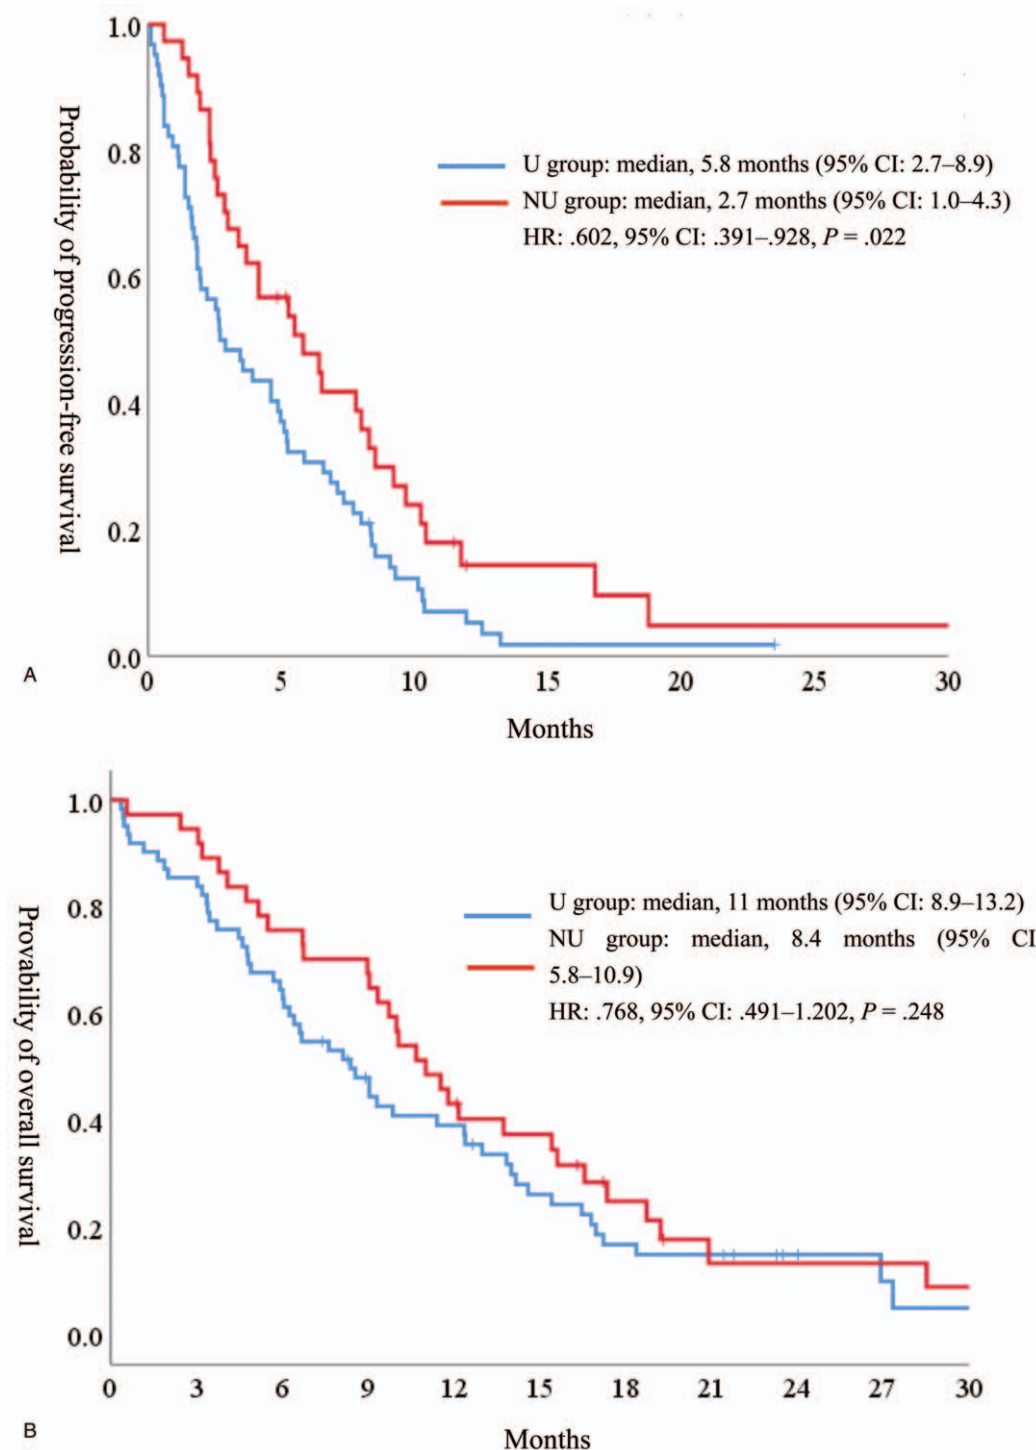 1.0
0.8
0.6
0.4
0.2
0.0
Probability of progression-free survival
U group: median, 5.8 months (95% CI: 2.7–8.9)
NU group: median, 2.7 months (95% CI: 1.0–4.3)
HR: .602, 95% CI: .391–.928, P = .022
A
0 5 10 15 20 25 30
Months
1.0
0.8
0.6
0.4
0.2
0.0
Provability of overall survival
U group: median, 11 months (95% CI: 8.9–13.2)
NU group: median, 8.4 months (95% CI
5.8–10.9)
HR: .768, 95% CI: .491–1.202, P = .248
0 3 6 9 12 15 18 21 24 27 30
B
Months